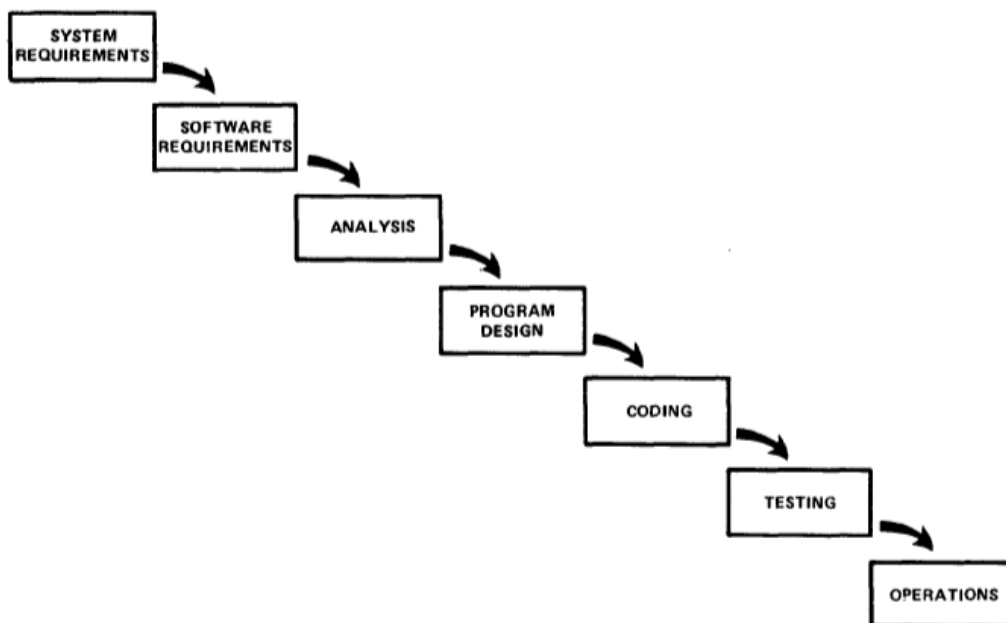 SYSTEM
REQUIREMENTS
SOFTWARE
REQUIREMENTS
ANALYSIS
PROGRAM
DESIGN
CODING
TESTING
OPERATIONS